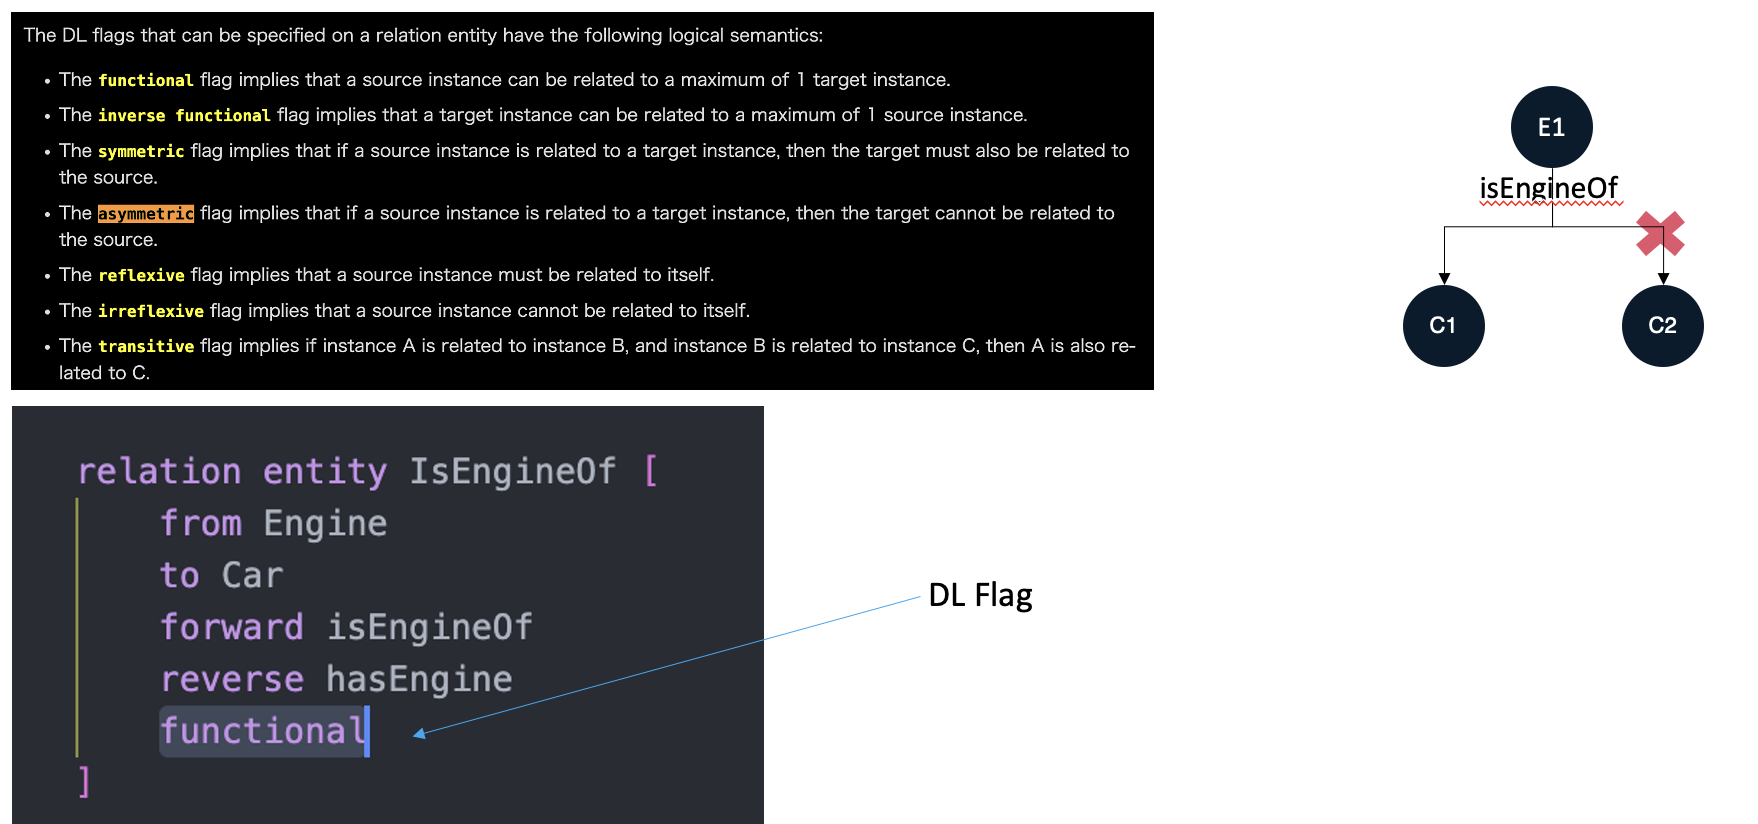 The DL flags that can be specified on a relation entity have the following logical semantics:
• The functional flag implies that a source instance can be related to a maximum of 1 target instance.
• The inverse functional flag implies that a target instance can be related to a maximum of 1 source instance.
• The symmetric flag implies that if a source instance is related to a target instance, then the target must also be related to
the source.
• The asymmetric flag implies that if a source instance is related to a target instance, then the target cannot be related to
the source.
• The reflexive flag implies that a source instance must be related to itself.
• The irreflexive flag implies that a source instance cannot be related to itself.
• The transitive flag implies if instance A is related to instance B, and instance B is related to instance C, then A is also re-
lated to C.
E1
isEngineOf
C1
C2
relation entity IsEngineOf [
from Engine
to Car
forward isEngineOf
reverse hasEngine
functional
]
DL Flag